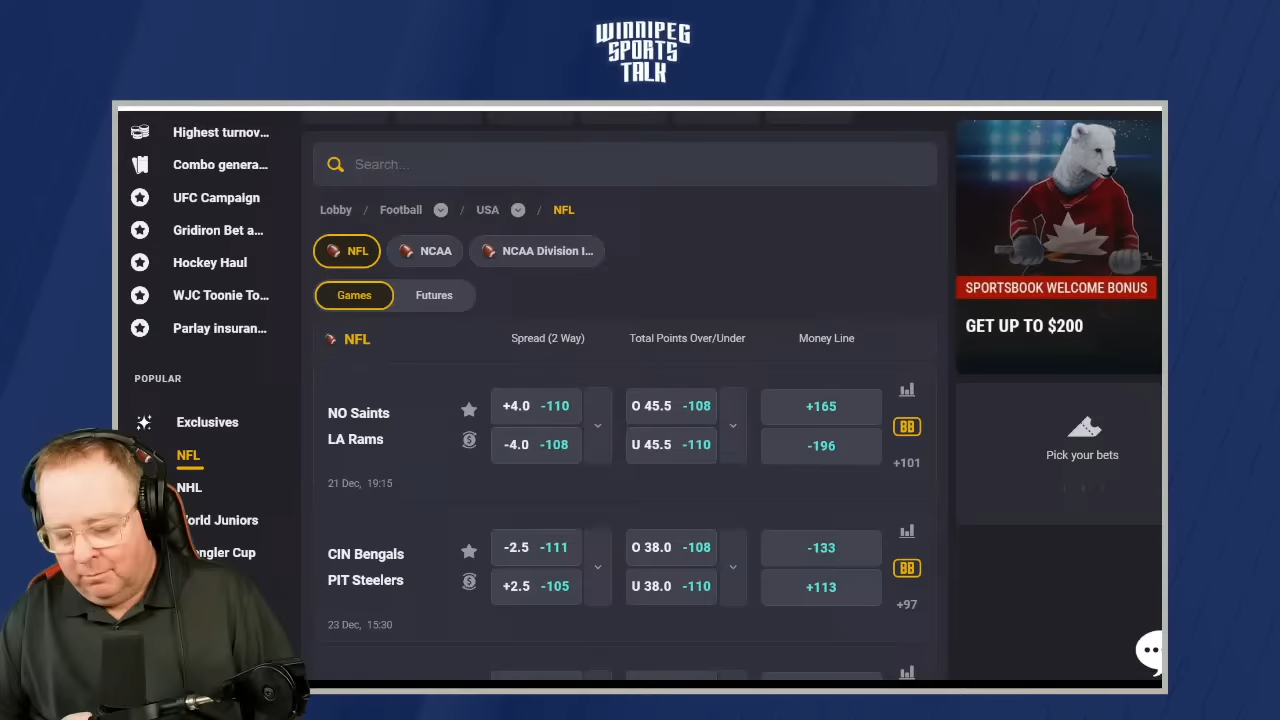 WINNIPEG
SPORTS
TALK
Highest turnov...
Combo genera...
UFC Campaign
Gridiron Bet a...
Hockey Haul
WJC Toonie To...
Parlay insuran...
POPULAR
Exclusives
NFL
NHL
orld Juniors
engler Cup
Search...
Lobby / Football / USA / NFL
NFL NCAA NCAA Division I...
Games Futures
NFL Spread (2 Way) Total Points Over/Under Money Line
NO Saints +4.0 -110 O 45.5 -108 +165
LA Rams -4.0 -108 U 45.5 -110 -196
BB
+101
21 Dec, 19:15
CIN Bengals -2.5 -111 O 38.0 -108 -133
PIT Steelers +2.5 -105 U 38.0 -110 +113
BB
+97
23 Dec, 15:30
SPORTSBOOK WELCOME BONUS
GET UP TO $200
Pick your bets